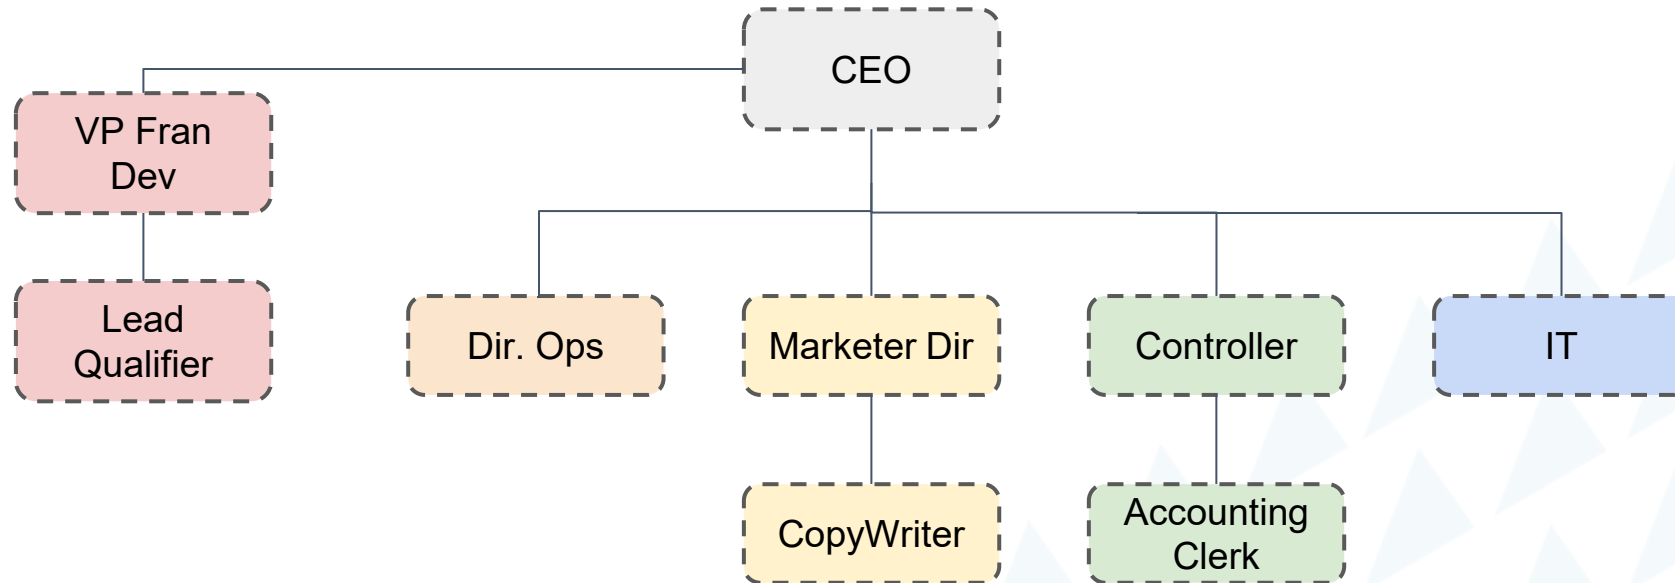 CEO
VP Fran
Dev
Lead
Qualifier
Dir. Ops
Marketer Dir
Controller
IT
CopyWriter
Accounting
Clerk